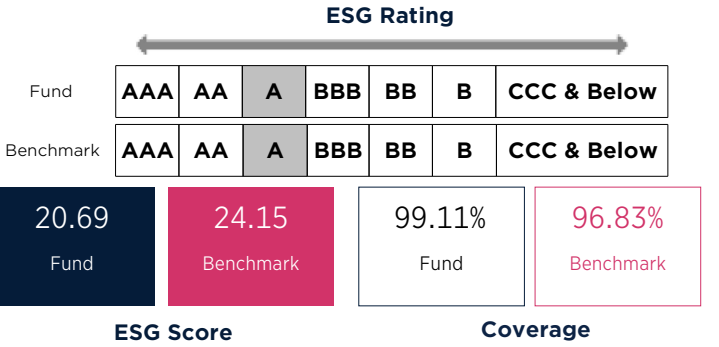 ESG Rating
Fund AAA AA A BBB BB B CCC & Below
Benchmark AAA AA A BBB BB B CCC & Below
20.69 24.15 99.11% 96.83%
Fund Benchmark Fund Benchmark
ESG Score Coverage